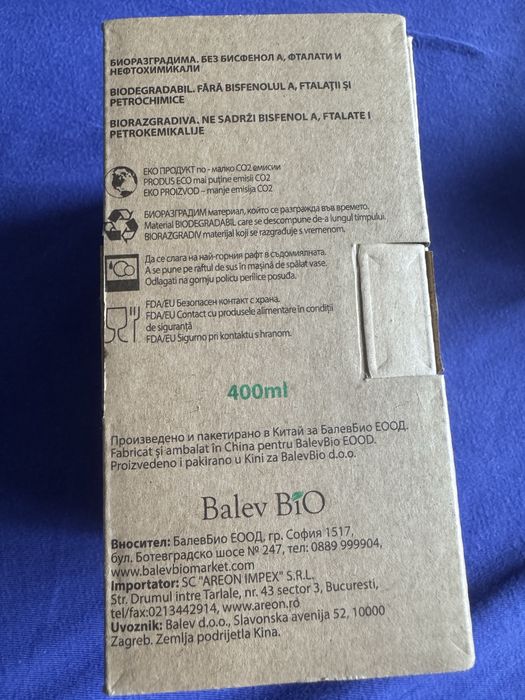 БИОРАЗГРАДИМА. БЕЗ БИСФЕНОЛ А, ФТАЛАТИ И
НЕФТОХИМИКАЛИ
BIODEGRADABIL. FĂRĂ BISFENOLUL A, FTALAȚII ȘI
PETROCHIMICE
BIORAZGRADIVA. NE SADRŽI BISFENOL A, FTALATE I
PETROKEMIKALIJE
ЕКО ПРОДУКТ по - малко CO2 емисии
PRODUS ECO mai puține emisii CO2
EKO PROIZVOD – manje emisija CO2
БИОРАЗГРАДИМ материал, който се разгражда във времето.
Material BIODEGRADABIL care se descompune de-a lungul timpului.
BIORAZGRADIV materijal koji se razgrađuje s vremenom.
Да се слага на най-горния рафт в съдомиялната.
A se pune pe raftul de sus în mașină de spălat vase.
Odlagati na gornju policu perilice posuđa.
FDA/EU Безопасен контакт с храна.
FDA/EU Contact cu produsele alimentare în condiții
de siguranță
FDA/EU Sigurno pri kontaktu s hranom.
400ml
Произведено и пакетирано в Китай за БалевБио ЕООД.
Fabricat și ambalat în China pentru BalevBio EOOD.
Proizvedeno i pakirano u Kini za BalevBio d.o.o.
Balev BiO
Вносител: БалевБио ЕООД, гр. София 1517,
бул. Ботевградско шосе № 247, тел: 0889 999904,
www.balevbiomarket.com
Importator: SC "AREON IMPEX" S.R.L.
Str. Drumul intre Tarlale, nr. 43 sector 3, Bucuresti,
tel/fax:0213442914, www.areon.ro
Uvoznik: Balev d.o.o., Slavonska avenija 52, 10000
Zagreb. Zemlja podrijetla Kina.